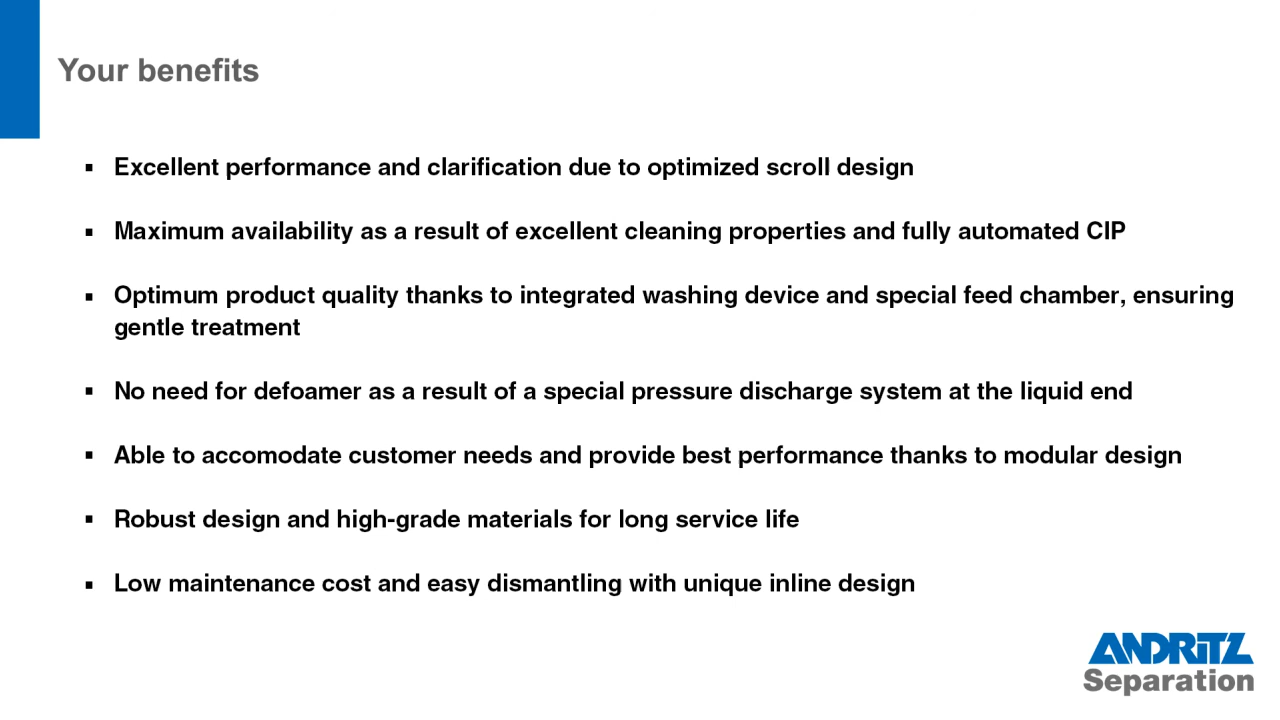 Your benefits
▪ Excellent performance and clarification due to optimized scroll design
▪ Maximum availability as a result of excellent cleaning properties and fully automated CIP
▪ Optimum product quality thanks to integrated washing device and special feed chamber, ensuring
gentle treatment
▪ No need for defoamer as a result of a special pressure discharge system at the liquid end
▪ Able to accomodate customer needs and provide best performance thanks to modular design
▪ Robust design and high-grade materials for long service life
▪ Low maintenance cost and easy dismantling with unique inline design
ANDRITZ
Separation